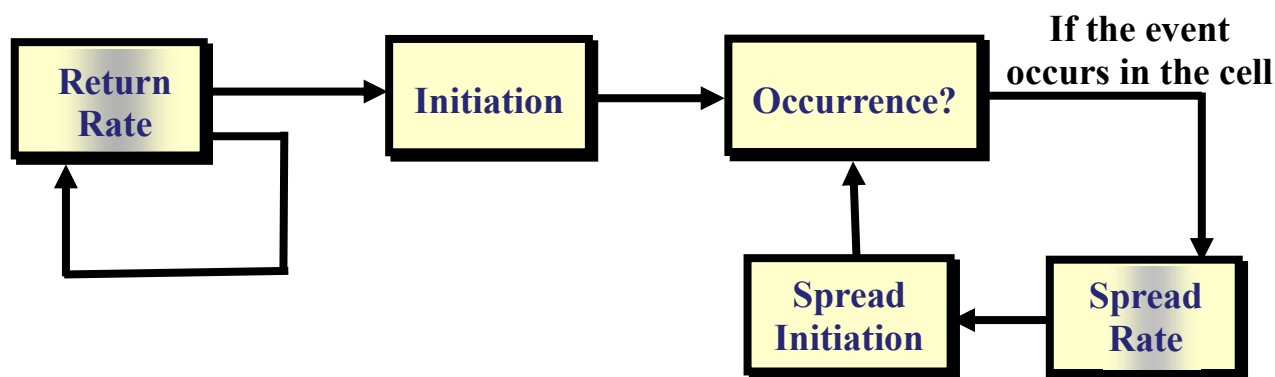 Return
Rate
Initiation
Occurrence?
If the event
occurs in the cell
Spread
Initiation
Spread
Rate